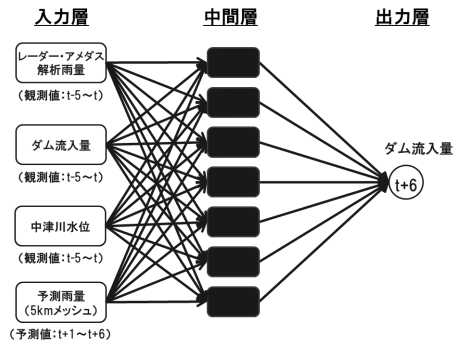 入力層
中間層
出力層
レーダー・アメダス
解析雨量
(観測値:t-5～t)
ダム流入量
(観測値:t-5～t)
中津川水位
(観測値:t-5～t)
予測雨量
(5kmメッシュ)
(予測値:t+1～t+6)
ダム流入量
t+6